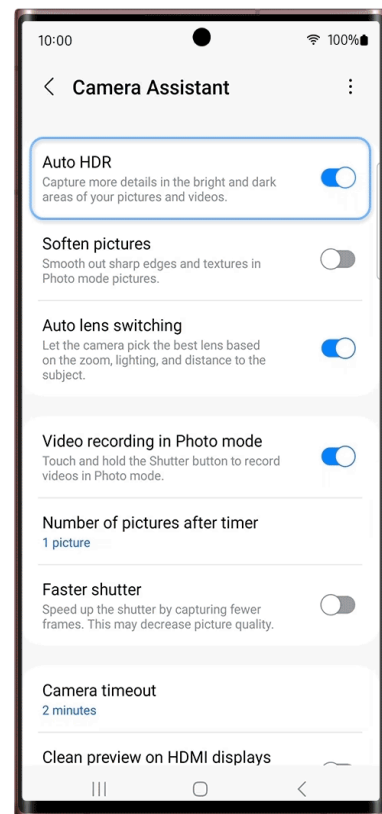 10:00
100%
Camera Assistant
Auto HDR
Capture more details in the bright and dark
areas of your pictures and videos.
Soften pictures
Smooth out sharp edges and textures in
Photo mode pictures.
Auto lens switching
Let the camera pick the best lens based
on the zoom, lighting, and distance to the
subject.
Video recording in Photo mode
Touch and hold the Shutter button to record
videos in Photo mode.
Number of pictures after timer
1 picture
Faster shutter
Speed up the shutter by capturing fewer
frames. This may decrease picture quality.
Camera timeout
2 minutes
Clean preview on HDMI displays